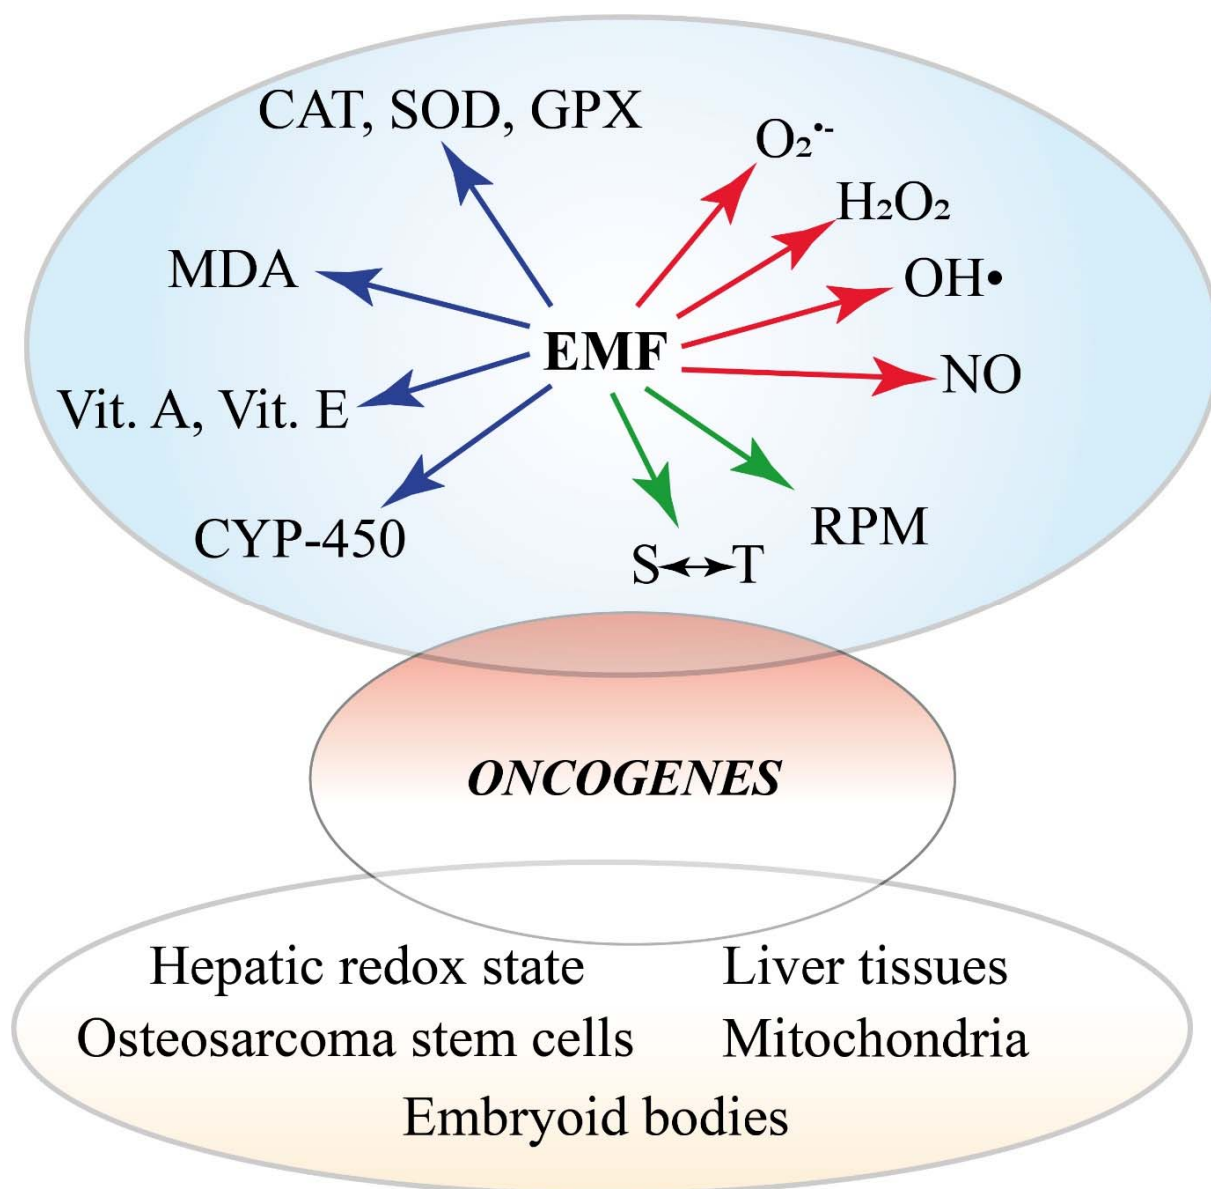 CAT, SOD, GPX
O₂•-
H₂O₂
MDA
OH•
EMF
NO
Vit. A, Vit. E
CYP-450
RPM
S↔T
ONCOGENES
Hepatic redox state
Liver tissues
Osteosarcoma stem cells
Mitochondria
Embryoid bodies